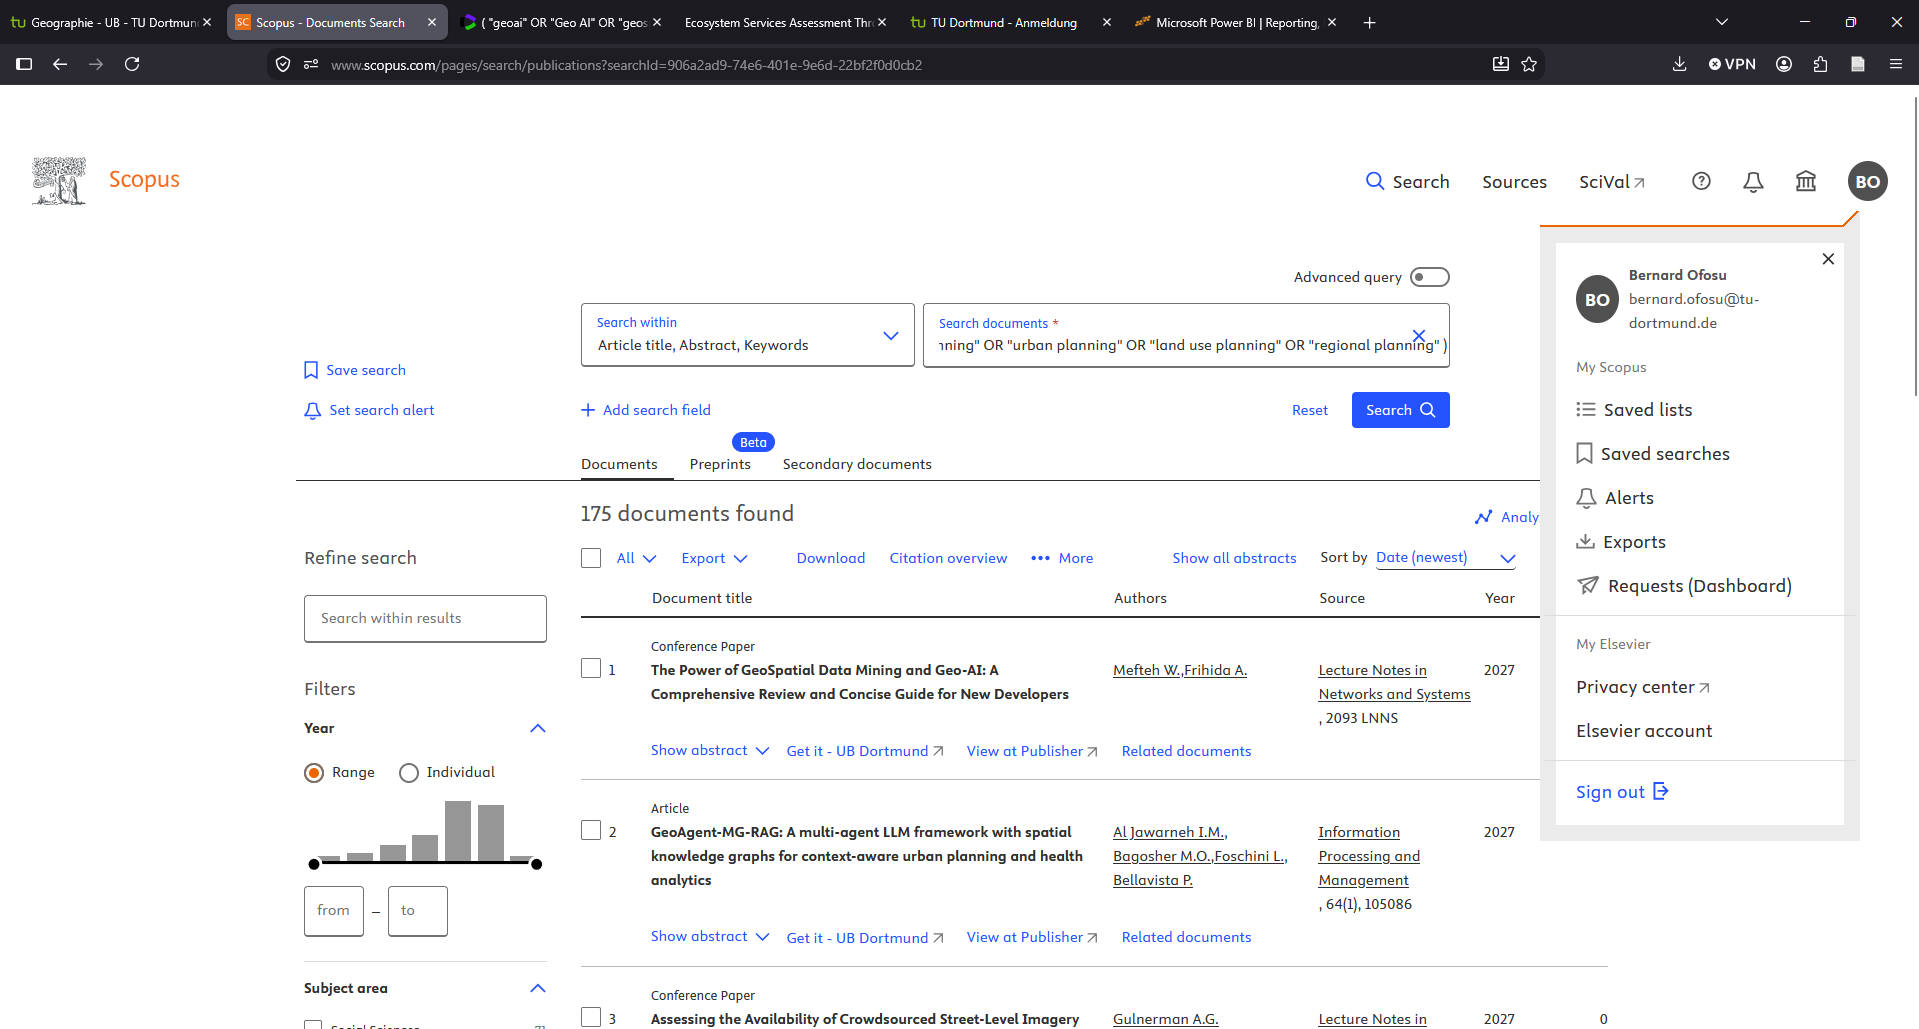 Geographie - UB - TU Dortmun
Scopus - Documents Search
( "geoai" OR "Geo AI" OR "geos
Ecosystem Services Assessment Thr
TU Dortmund - Anmeldung
Microsoft Power BI | Reporting,
www.scopus.com/pages/search/publications?searchId=906a2ad9-74e6-401e-9e6d-22bf2f0d0cb2
VPN
Scopus
Search
Sources
SciVal
BO
Advanced query
Search within
Article title, Abstract, Keywords
Search documents *
nning" OR "urban planning" OR "land use planning" OR "regional planning" )
Save search
Set search alert
Add search field
Reset
Search
Beta
Documents
Preprints
Secondary documents
175 documents found
Analy
Refine search
All
Export
Download
Citation overview
More
Show all abstracts
Sort by
Date (newest)
Document title
Authors
Source
Year
Search within results
Filters
Year
Range
Individual
from
–
to
Subject area
Social Sciences
71
Conference Paper
1
The Power of GeoSpatial Data Mining and Geo-AI: A
Comprehensive Review and Concise Guide for New Developers
Mefteh W.,Frihida A.
Lecture Notes in
Networks and Systems
, 2093 LNNS
2027
Show abstract
Get it - UB Dortmund
View at Publisher
Related documents
Article
2
GeoAgent-MG-RAG: A multi-agent LLM framework with spatial
knowledge graphs for context-aware urban planning and health
analytics
Al Jawarneh I.M.,
Bagosher M.O.,Foschini L.,
Bellavista P.
Information
Processing and
Management
, 64(1), 105086
2027
Show abstract
Get it - UB Dortmund
View at Publisher
Related documents
Conference Paper
3
Assessing the Availability of Crowdsourced Street-Level Imagery
Gulnerman A.G.
Lecture Notes in
2027
0
BO
Bernard Ofosu
bernard.ofosu@tu-
dortmund.de
My Scopus
Saved lists
Saved searches
Alerts
Exports
Requests (Dashboard)
My Elsevier
Privacy center
Elsevier account
Sign out